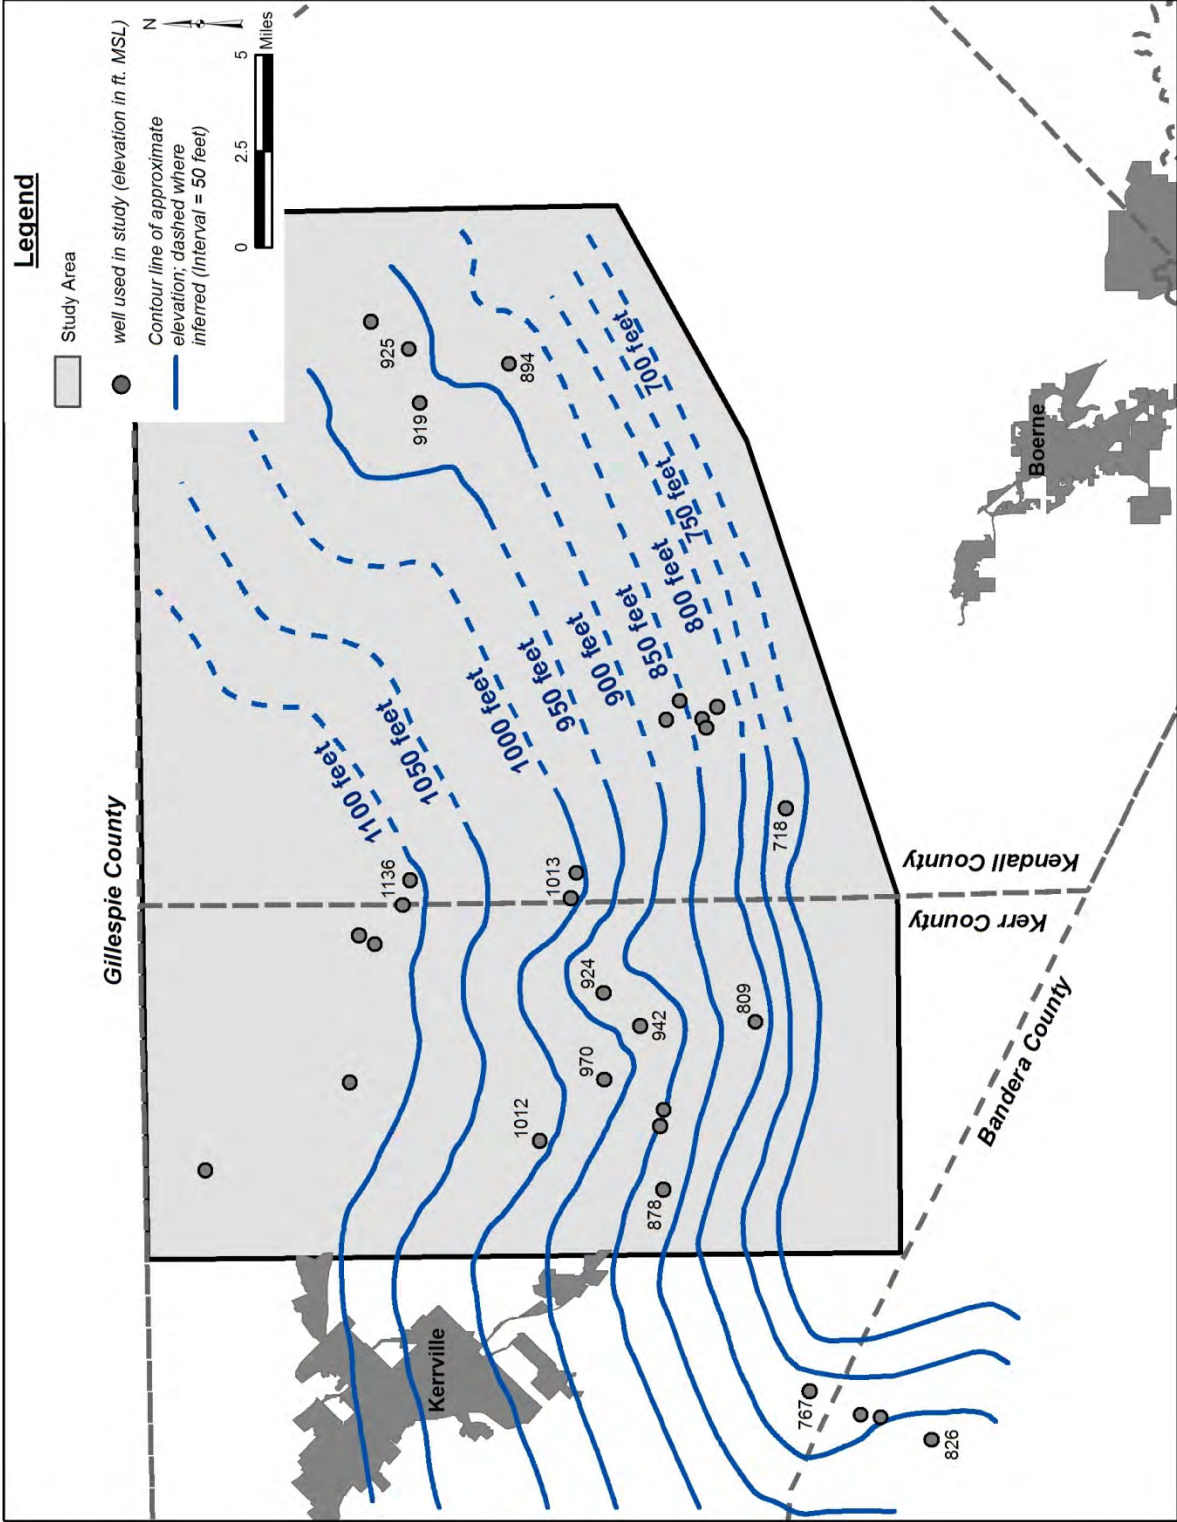 Legend
Study Area
well used in study (elevation in ft. MSL)
Contour line of approximate
elevation; dashed where
inferred (Interval = 50 feet)
N
0 2.5 5
Miles
Gillespie County
1100 feet
1050 feet
1000 feet
950 feet
900 feet
850 feet
800 feet
750 feet
700 feet
925
919
894
1136
1013
718
924
942
970
1012
809
878
767
826
Kerrville
Boerne
Kendall County
Kerr County
Bandera County